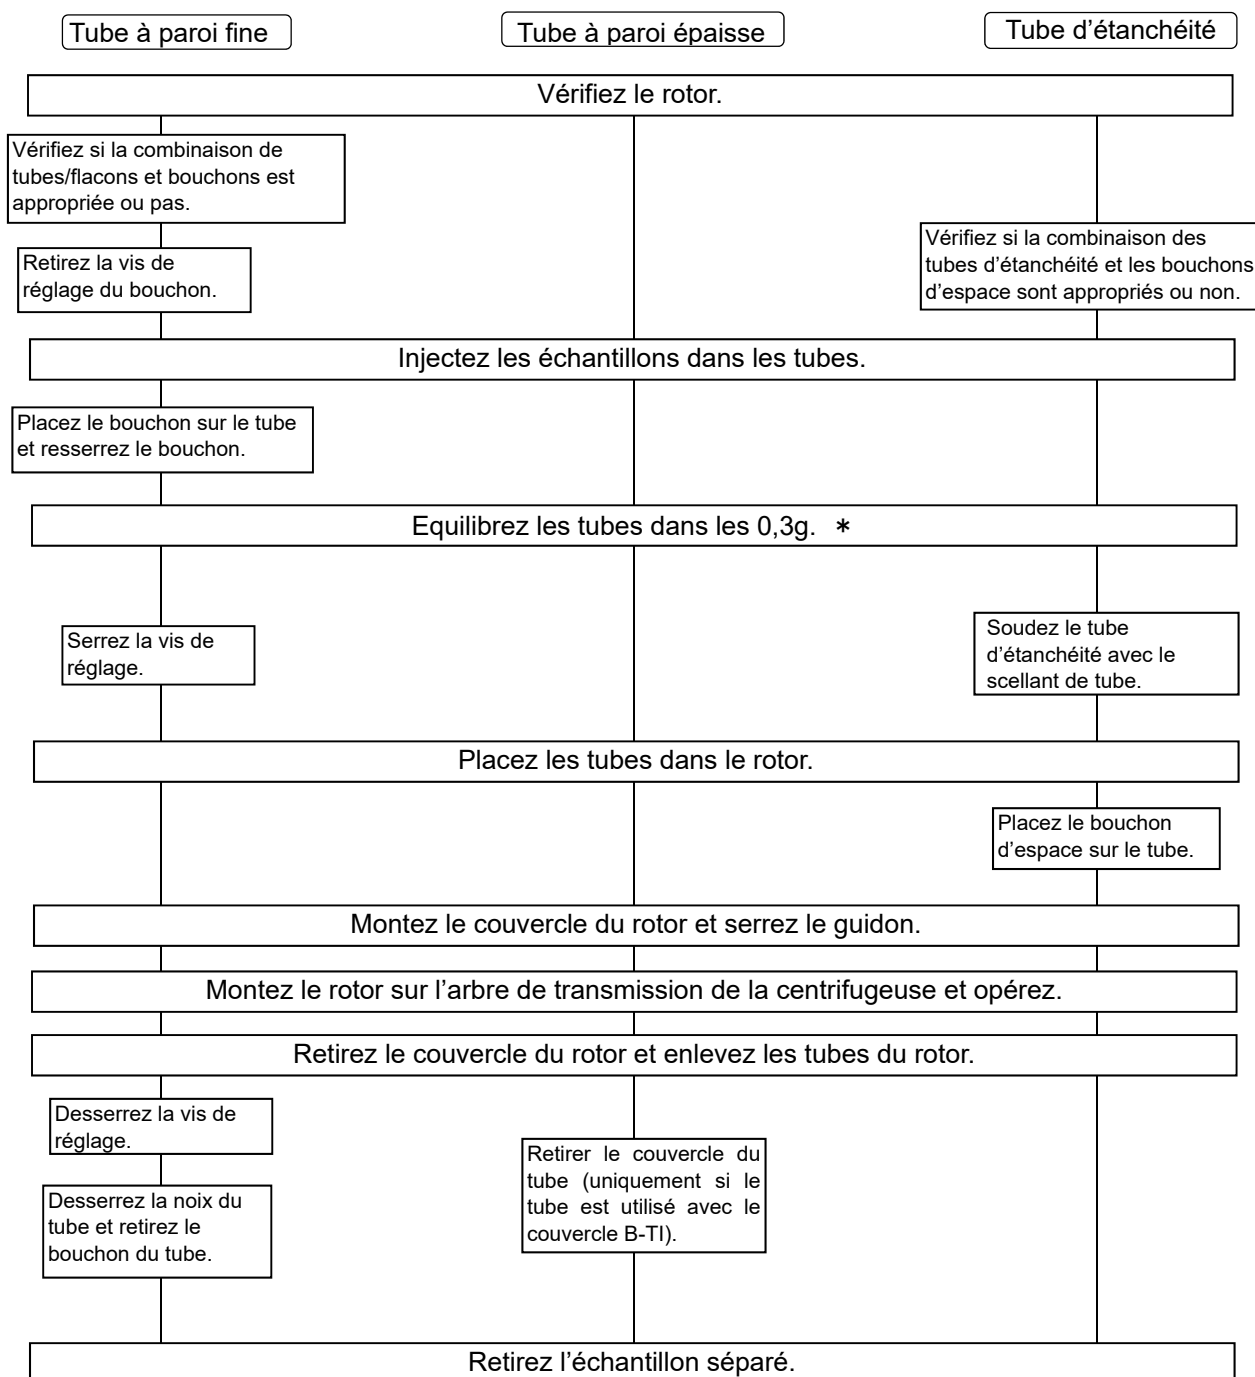 Tube à paroi fine
Tube à paroi épaisse
Tube d’étanchéité
Vérifiez le rotor.
Vérifiez si la combinaison de
tubes/flacons et bouchons est
appropriée ou pas.
Retirez la vis de
réglage du bouchon.
Vérifiez si la combinaison des
tubes d’étanchéité et les bouchons
d’espace sont appropriés ou non.
Injectez les échantillons dans les tubes.
Placez le bouchon sur le tube
et resserrez le bouchon.
Equilibrez les tubes dans les 0,3g. *
Serrez la vis de
réglage.
Soudez le tube
d’étanchéité avec le
scellant de tube.
Placez les tubes dans le rotor.
Placez le bouchon
d’espace sur le tube.
Montez le couvercle du rotor et serrez le guidon.
Montez le rotor sur l’arbre de transmission de la centrifugeuse et opérez.
Retirez le couvercle du rotor et enlevez les tubes du rotor.
Desserrez la vis de
réglage.
Desserrez la noix du
tube et retirez le
bouchon du tube.
Retirer le couvercle du
tube (uniquement si le
tube est utilisé avec le
couvercle B-TI).
Retirez l’échantillon séparé.